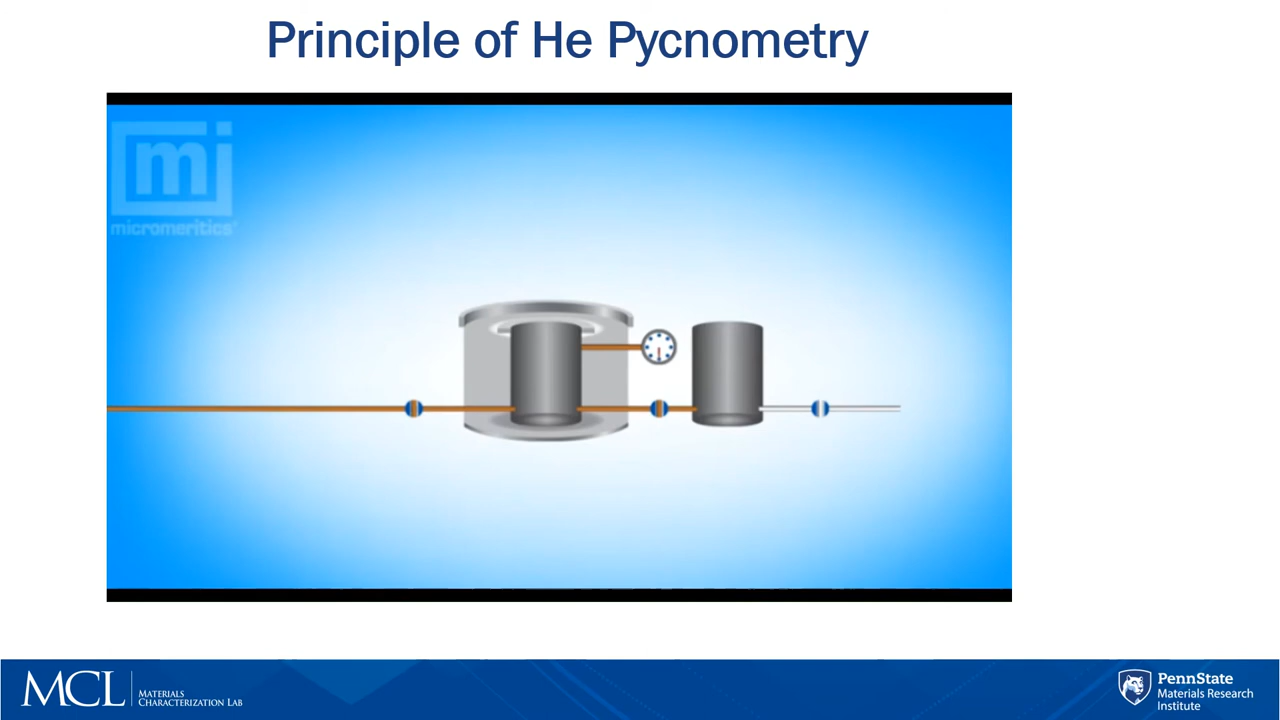 Principle of He Pycnometry
mi
micromeritics®
MCL
MATERIALS
CHARACTERIZATION LAB
PennState
Materials Research
Institute